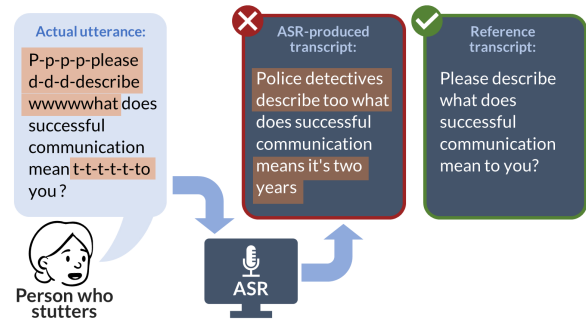 Actual utterance:
P-p-p-p-please
d-d-d-describe
wwwwwhat does
successful
communication
mean t-t-t-t-t-to
you ?
Person who
stutters
ASR
ASR-produced
transcript:
Police detectives
describe too what
does successful
communication
means it's two
years
Reference
transcript:
Please describe
what does
successful
communication
mean to you?